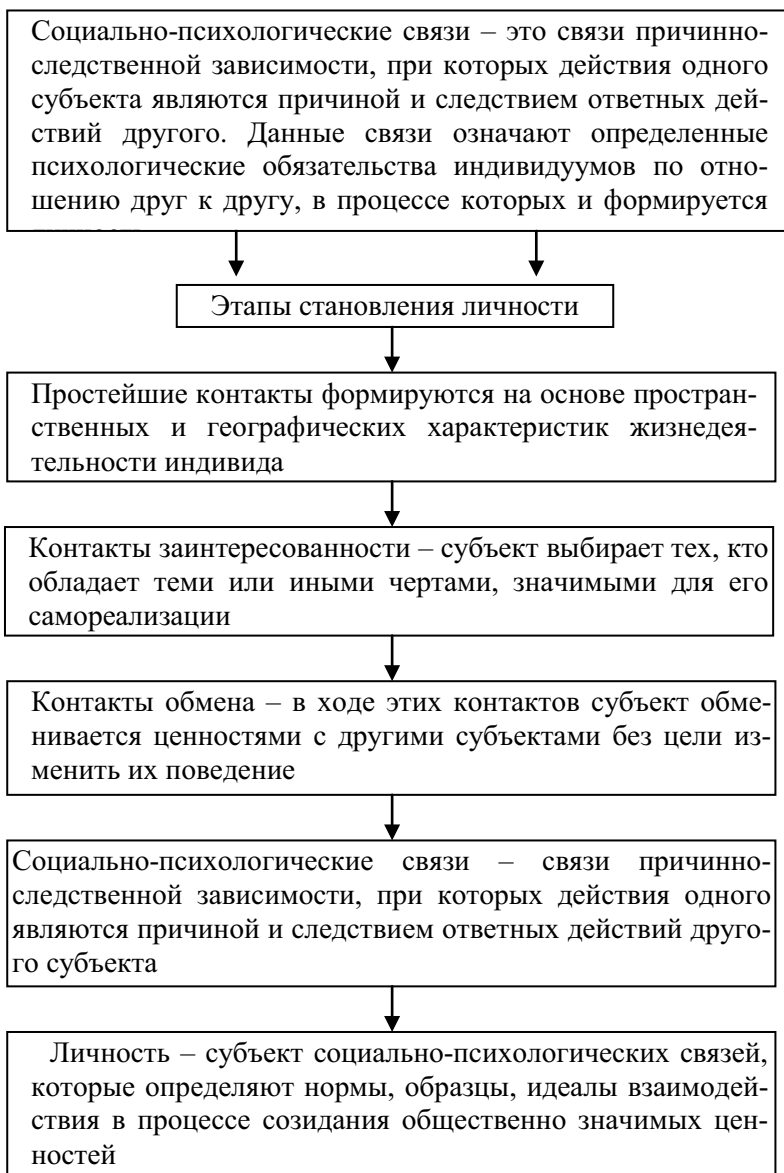 Социально-психологические связи – это связи причинно-
следственной зависимости, при которых действия одного
субъекта являются причиной и следствием ответных дей-
ствий другого. Данные связи означают определенные
психологические обязательства индивидуумов по отно-
шению друг к другу, в процессе которых и формируется
Этапы становления личности
Простейшие контакты формируются на основе простран-
ственных и географических характеристик жизнедея-
тельности индивида
Контакты заинтересованности – субъект выбирает тех, кто
обладает теми или иными чертами, значимыми для его
самореализации
Контакты обмена – в ходе этих контактов субъект обме-
нивается ценностями с другими субъектами без цели из-
менить их поведение
Социально-психологические связи – связи причинно-
следственной зависимости, при которых действия одного
являются причиной и следствием ответных действий друго-
го субъекта
Личность – субъект социально-психологических связей,
которые определяют нормы, образцы, идеалы взаимодей-
ствия в процессе созидания общественно значимых цен-
ностей